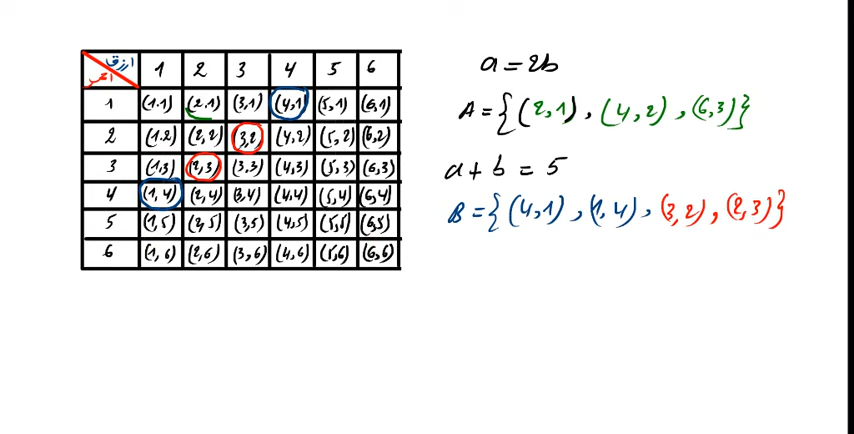 ازرق
احمر
1 2 3 4 5 6
1 (1.1) (2,1) (3,1) (4,1) (5,1) (6,1)
2 (1.2) (2,2) (3,2) (4,2) (5,2) (6,2)
3 (1,3) (2,3) (3,3) (4,3) (5,3) (6,3)
4 (1,4) (2,4) (3,4) (4,4) (5,4) (6,4)
5 (1,5) (2,5) (3,5) (4,5) (5,5) (6,5)
6 (1,6) (2,6) (3,6) (4,6) (5,6) (6,6)
a = 2b
A = {(2,1), (4,2), (6,3)}
a + b = 5
B = {(4,1), (1,4), (3,2), (2,3)}